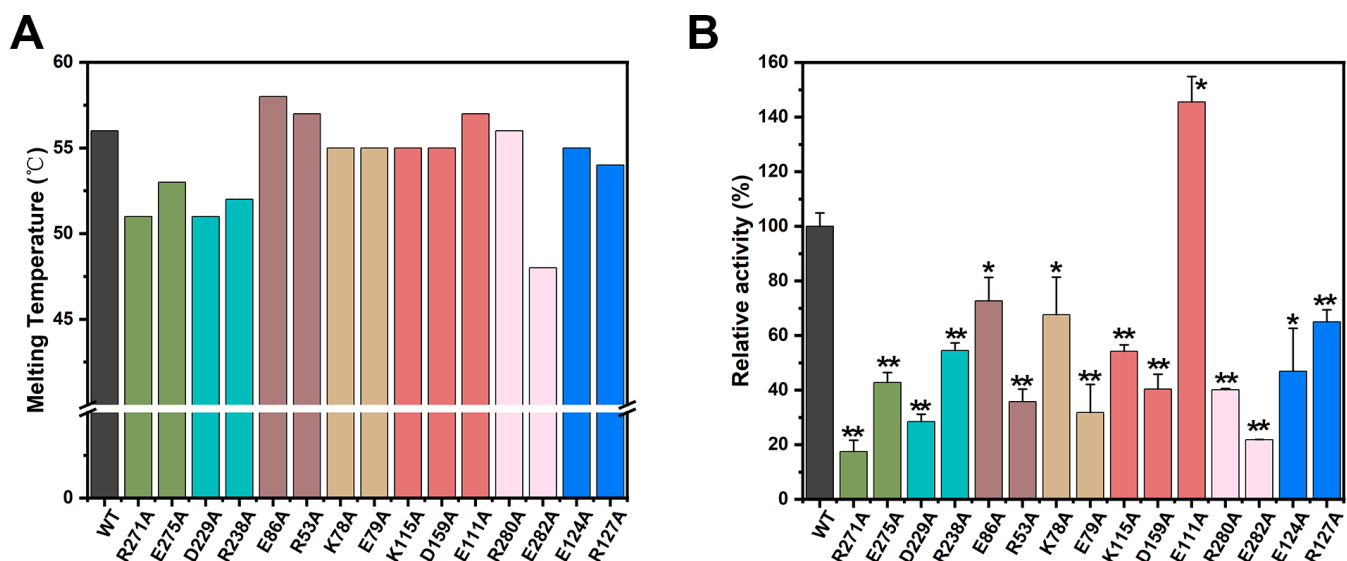 A
Melting Temperature (℃)
60
55
50
45
0
WT
R271A
E275A
D229A
R238A
E86A
R53A
K78A
E79A
K115A
D159A
E111A
R280A
E282A
E124A
R127A
B
Relative activity (%)
160
140
120
100
80
60
40
20
0
**
**
**
**
*
**
*
**
**
**
*
**
**
*
**
WT
R271A
E275A
D229A
R238A
E86A
R53A
K78A
E79A
K115A
D159A
E111A
R280A
E282A
E124A
R127A